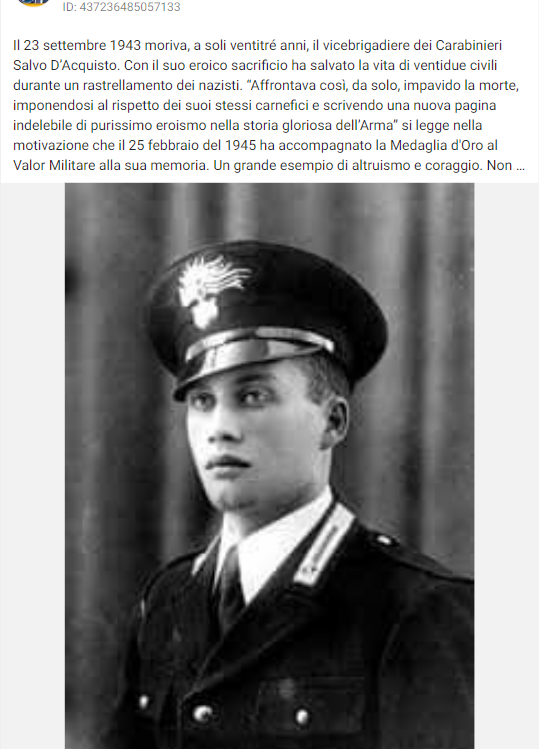 ID: 437236485057133
Il 23 settembre 1943 moriva, a soli ventitré anni, il vicebrigadiere dei Carabinieri
Salvo D'Acquisto. Con il suo eroico sacrificio ha salvato la vita di ventidue civili
durante un rastrellamento dei nazisti. “Affrontava così, da solo, impavido la morte,
imponendosi al rispetto dei suoi stessi carnefici e scrivendo una nuova pagina
indelebile di purissimo eroismo nella storia gloriosa dell’Arma” si legge nella
motivazione che il 25 febbraio del 1945 ha accompagnato la Medaglia d'Oro al
Valor Militare alla sua memoria. Un grande esempio di altruismo e coraggio. Non ...